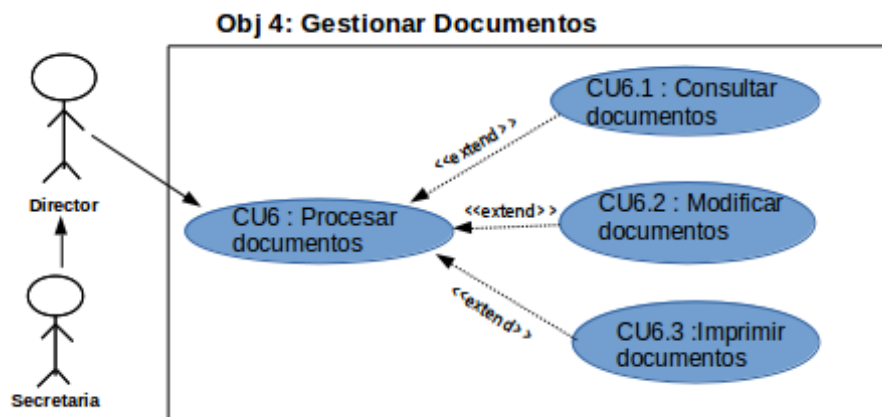 Obj 4: Gestionar Documentos
CU6.1 : Consultar
documentos
<<extend>>
Director
CU6 : Procesar
documentos
<<extend>>
CU6.2 : Modificar
documentos
<<extend>>
CU6.3 :Imprimir
documentos
Secretaria